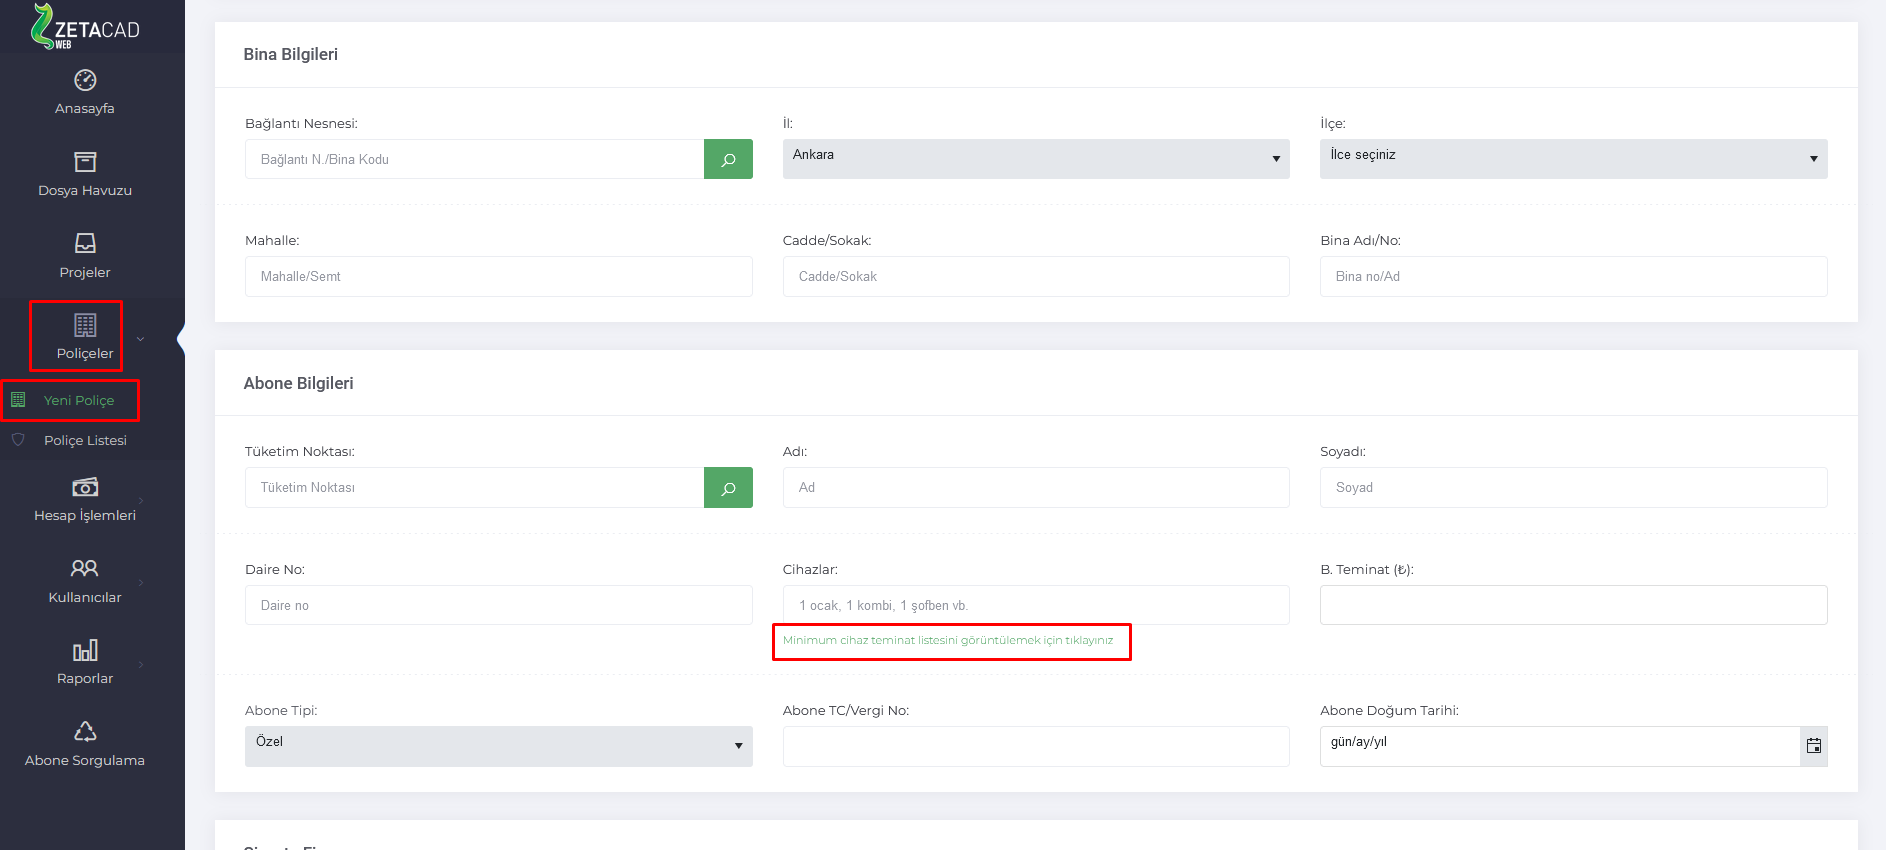 ZETACAD
WEB
Anasayfa
Dosya Havuzu
Projeler
Poliçeler
Yeni Poliçe
Poliçe Listesi
Hesap İşlemleri
Kullanıcılar
Raporlar
Abone Sorgulama
Bina Bilgileri
Bağlantı Nesnesi:
Bağlantı N./Bina Kodu
İl:
Ankara
İlçe:
İlce seçiniz
Mahalle:
Mahalle/Semt
Cadde/Sokak:
Cadde/Sokak
Bina Adı/No:
Bina no/Ad
Abone Bilgileri
Tüketim Noktası:
Tüketim Noktası
Adı:
Ad
Soyadı:
Soyad
Daire No:
Daire no
Cihazlar:
1 ocak, 1 kombi, 1 şofben vb.
Minimum cihaz teminat listesini görüntülemek için tıklayınız
B. Teminat (₺):
Abone Tipi:
Özel
Abone TC/Vergi No:
Abone Doğum Tarihi:
gün/ay/yıl